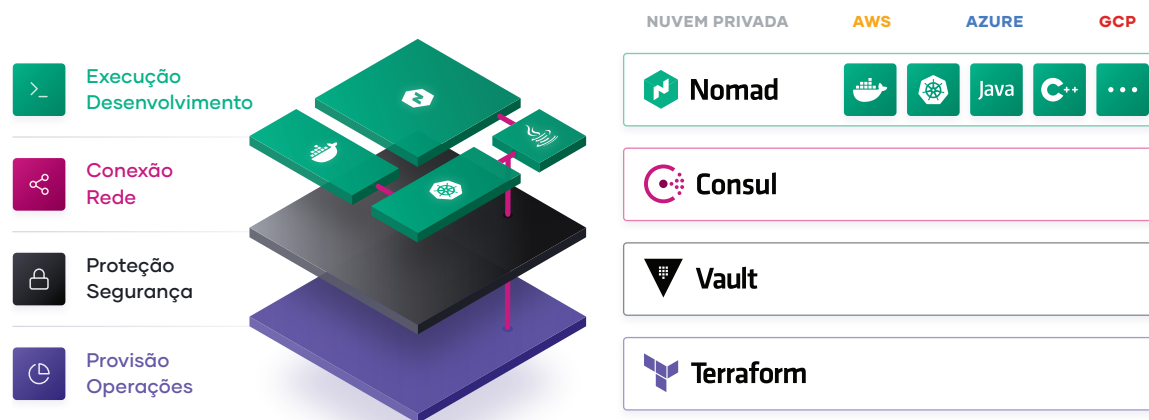 NUVEM PRIVADA AWS AZURE GCP
Execução
Desenvolvimento
Nomad Java C++
Conexão
Rede
Consul
Proteção
Segurança
Vault
Provisão
Operações
Terraform